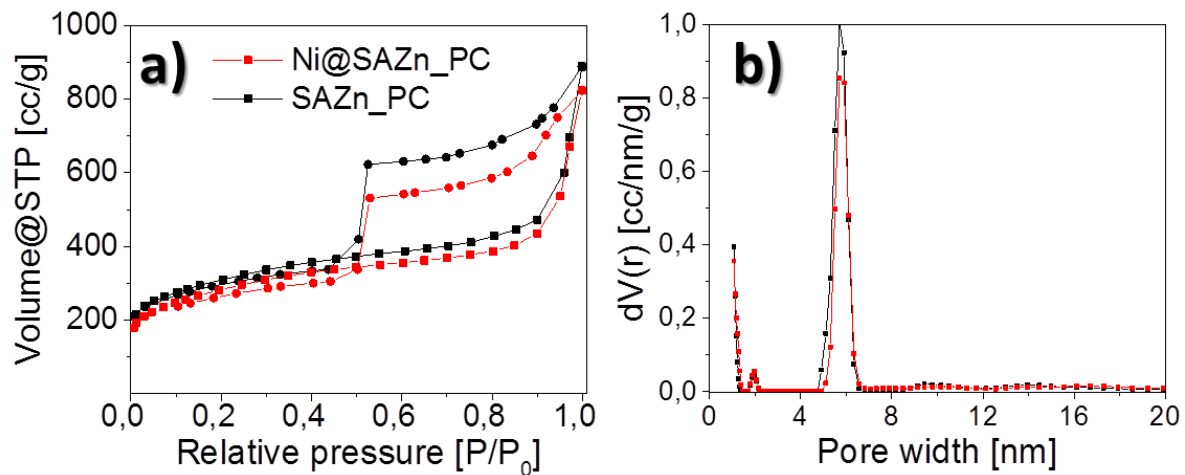 a)
Ni@SAZn_PC
SAZn_PC
Volume@STP [cc/g]
1000
800
600
400
200
0,0 0,2 0,4 0,6 0,8 1,0
Relative pressure [P/P0]
b)
dV(r) [cc/nm/g]
1,0
0,8
0,6
0,4
0,2
0,0
0 4 8 12 16 20
Pore width [nm]